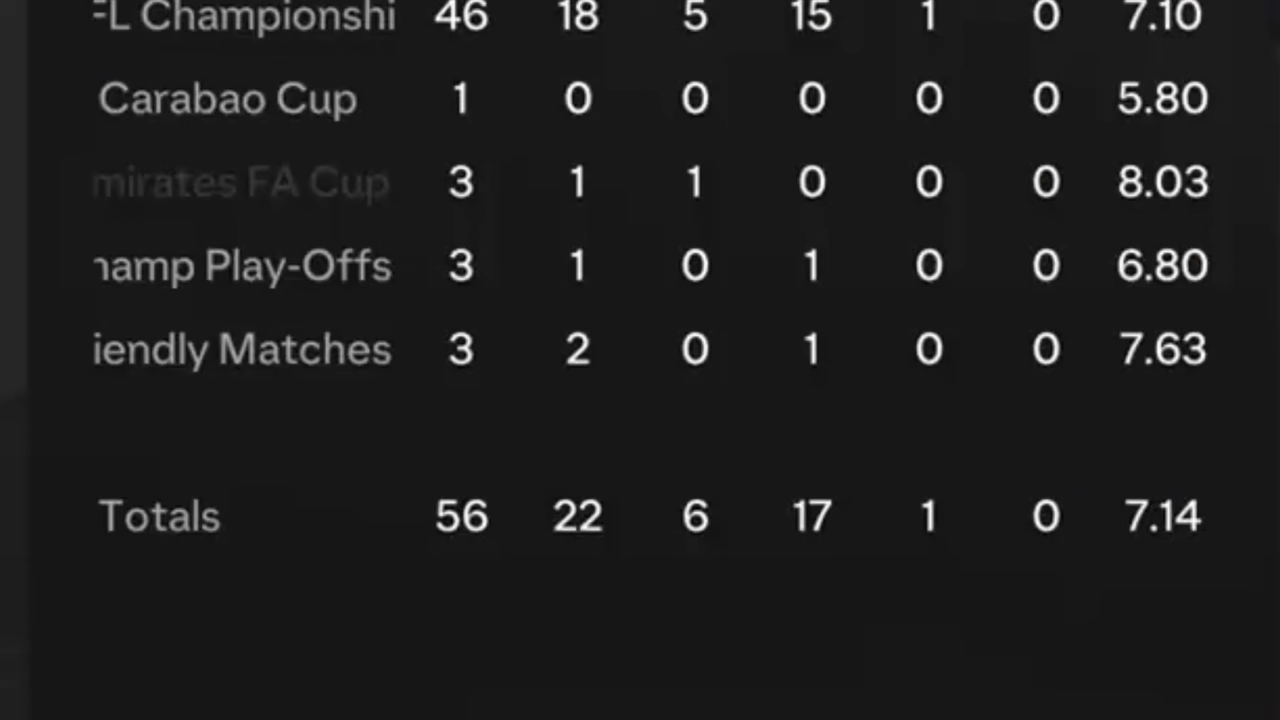 FL Championshi 46 18 5 15 1 0 7.10
Carabao Cup 1 0 0 0 0 0 5.80
mirates FA Cup 3 1 1 0 0 0 8.03
hamp Play-Offs 3 1 0 1 0 0 6.80
iendly Matches 3 2 0 1 0 0 7.63
Totals 56 22 6 17 1 0 7.14